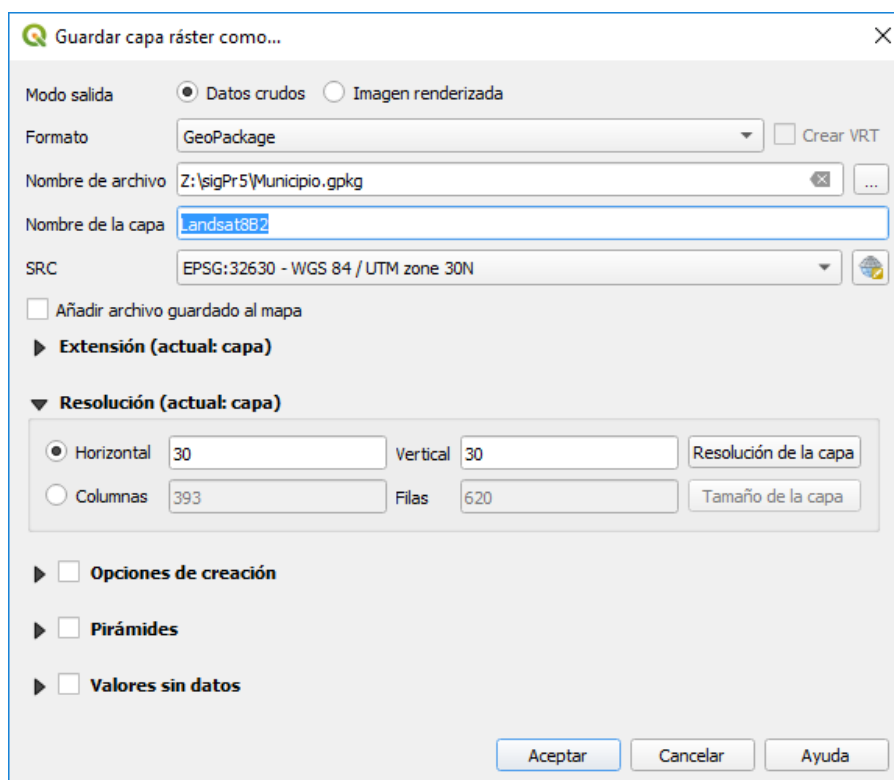 Guardar capa ráster como...
Modo salida Datos crudos Imagen renderizada
Formato GeoPackage Crear VRT
Nombre de archivo Z:\sigPr5\Municipio.gpkg ...
Nombre de la capa Landsat8B2
SRC EPSG:32630 - WGS 84 / UTM zone 30N
Añadir archivo guardado al mapa
Extensión (actual: capa)
Resolución (actual: capa)
Horizontal 30 Vertical 30 Resolución de la capa
Columnas 393 Filas 620 Tamaño de la capa
Opciones de creación
Pirámides
Valores sin datos
Aceptar Cancelar Ayuda